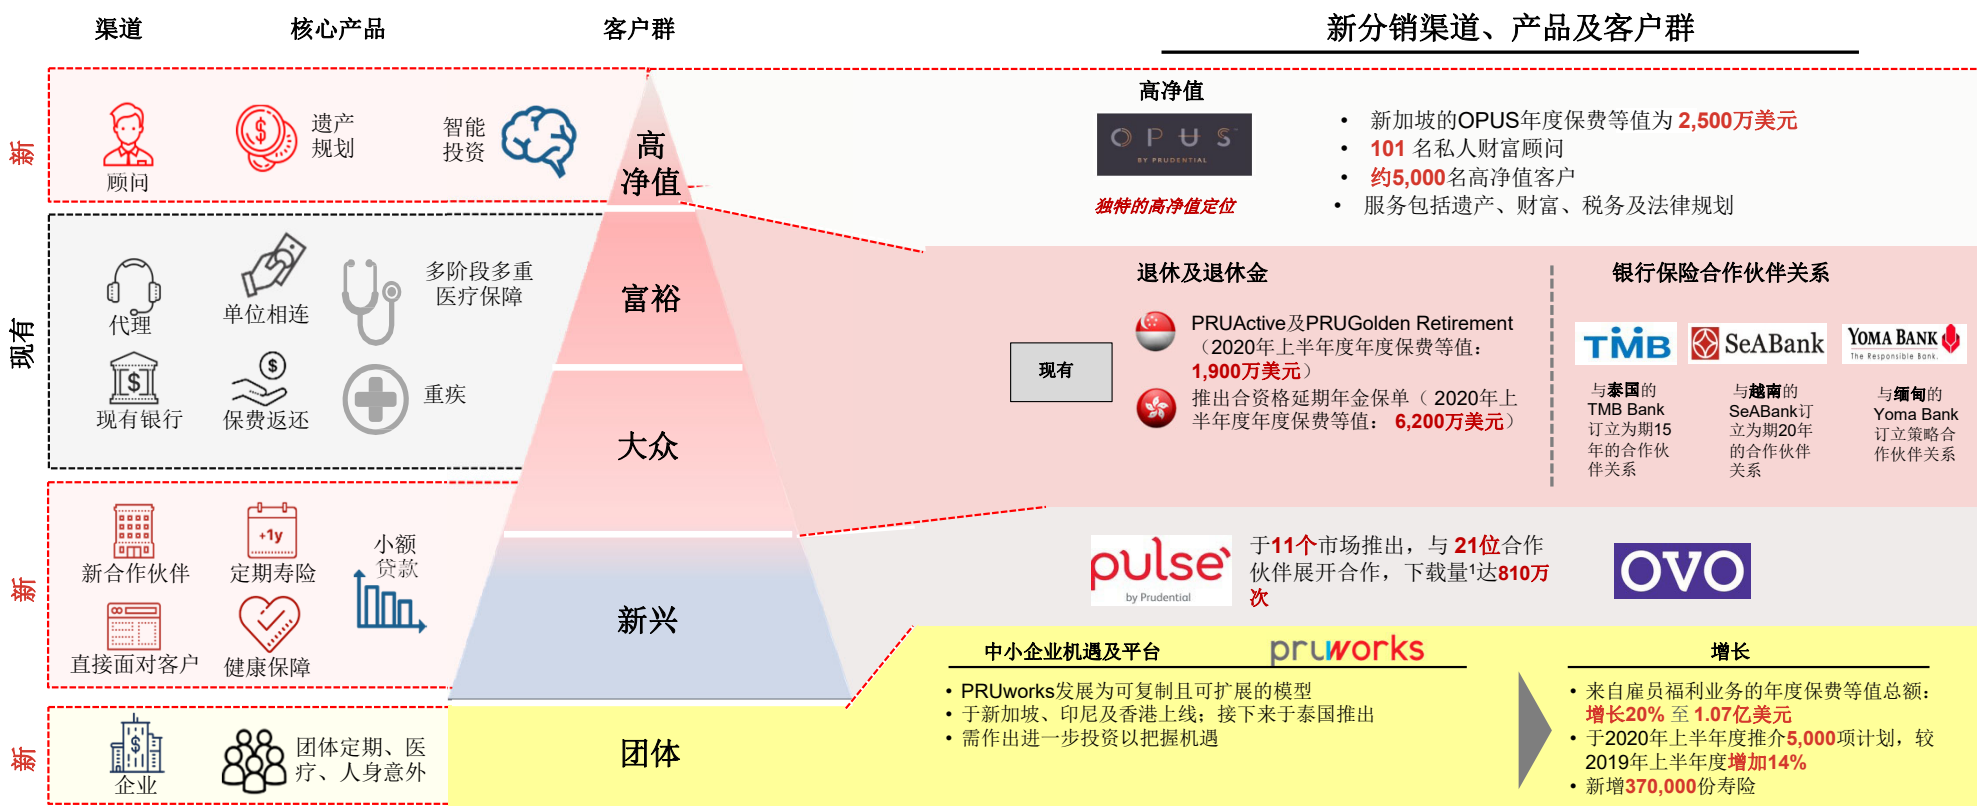 渠道
核心产品
客户群
新分销渠道、产品及客户群
新
顾问
遗产
规划
智能
投资
高
净值
高净值
OPUS™
BY PRUDENTIAL
独特的高净值定位
• 新加坡的OPUS年度保费等值为 2,500万美元
• 101 名私人财富顾问
• 约5,000名高净值客户
• 服务包括遗产、财富、税务及法律规划
现有
代理
单位相连
多阶段多重
医疗保障
现有银行
保费返还
重疾
富裕
大众
现有
退休及退休金
PRUActive及PRUGolden Retirement
（2020年上半年度年度保费等值：
1,900万美元）
推出合资格延期年金保单（ 2020年上
半年度年度保费等值： 6,200万美元）
银行保险合作伙伴关系
TMB
与泰国的
TMB Bank
订立为期15
年的合作伙
伴关系
SeABank
与越南的
SeABank订
立为期20年
的合作伙伴
关系
YOMA BANK
The Responsible Bank.
与缅甸的
Yoma Bank
订立策略合
作伙伴关系
新
新合作伙伴
+1y
定期寿险
小额
贷款
直接面对客户
健康保障
新兴
pulse
by Prudential
于11个市场推出，与 21位合作
伙伴展开合作，下载量¹达810万
次
OVO
新
企业
团体定期、医
疗、人身意外
团体
中小企业机遇及平台
pruworks
• PRUworks发展为可复制且可扩展的模型
• 于新加坡、印尼及香港上线；接下来于泰国推出
• 需作出进一步投资以把握机遇
增长
• 来自雇员福利业务的年度保费等值总额：
增长20% 至 1.07亿美元
• 于2020年上半年度推介5,000项计划，较
2019年上半年度增加14%
• 新增370,000份寿险